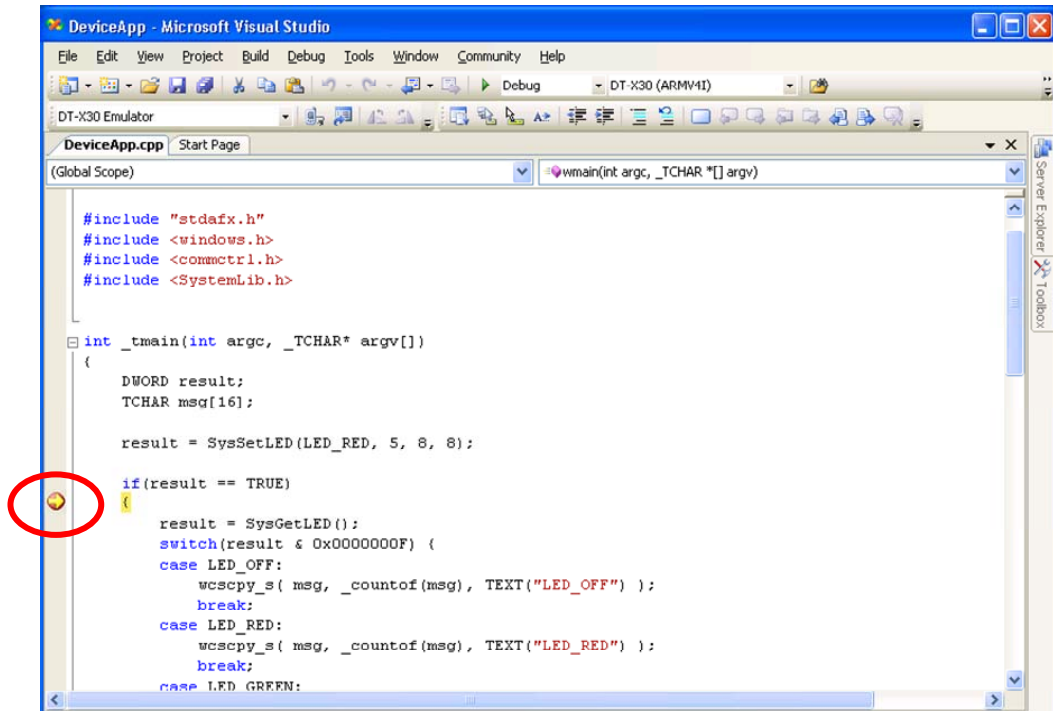 DeviceApp - Microsoft Visual Studio
File Edit View Project Build Debug Tools Window Community Help
Debug DT-X30 (ARMV4I)
DT-X30 Emulator
DeviceApp.cpp Start Page
(Global Scope) wmain(int argc, _TCHAR *[] argv)
#include "stdafx.h"
#include <windows.h>
#include <commctrl.h>
#include <SystemLib.h>
int _tmain(int argc, _TCHAR* argv[])
{
DWORD result;
TCHAR msg[16];
result = SysSetLED(LED_RED, 5, 8, 8);
if(result == TRUE)
{
result = SysGetLED();
switch(result & 0x0000000F) {
case LED_OFF:
wcscpy_s( msg, _countof(msg), TEXT("LED_OFF") );
break;
case LED_RED:
wcscpy_s( msg, _countof(msg), TEXT("LED_RED") );
break;
case LED_GREEN:
Server Explorer
Toolbox